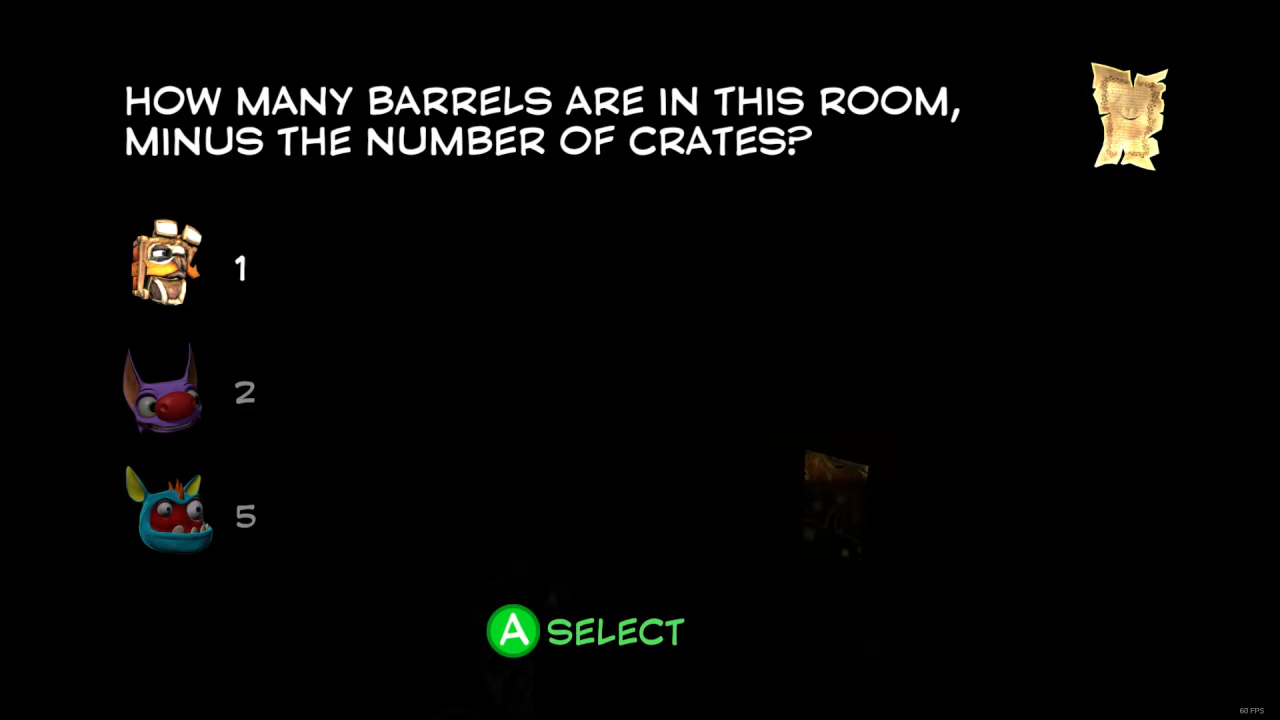 HOW MANY BARRELS ARE IN THIS ROOM,
MINUS THE NUMBER OF CRATES?
1
2
5
A SELECT
60 FPS